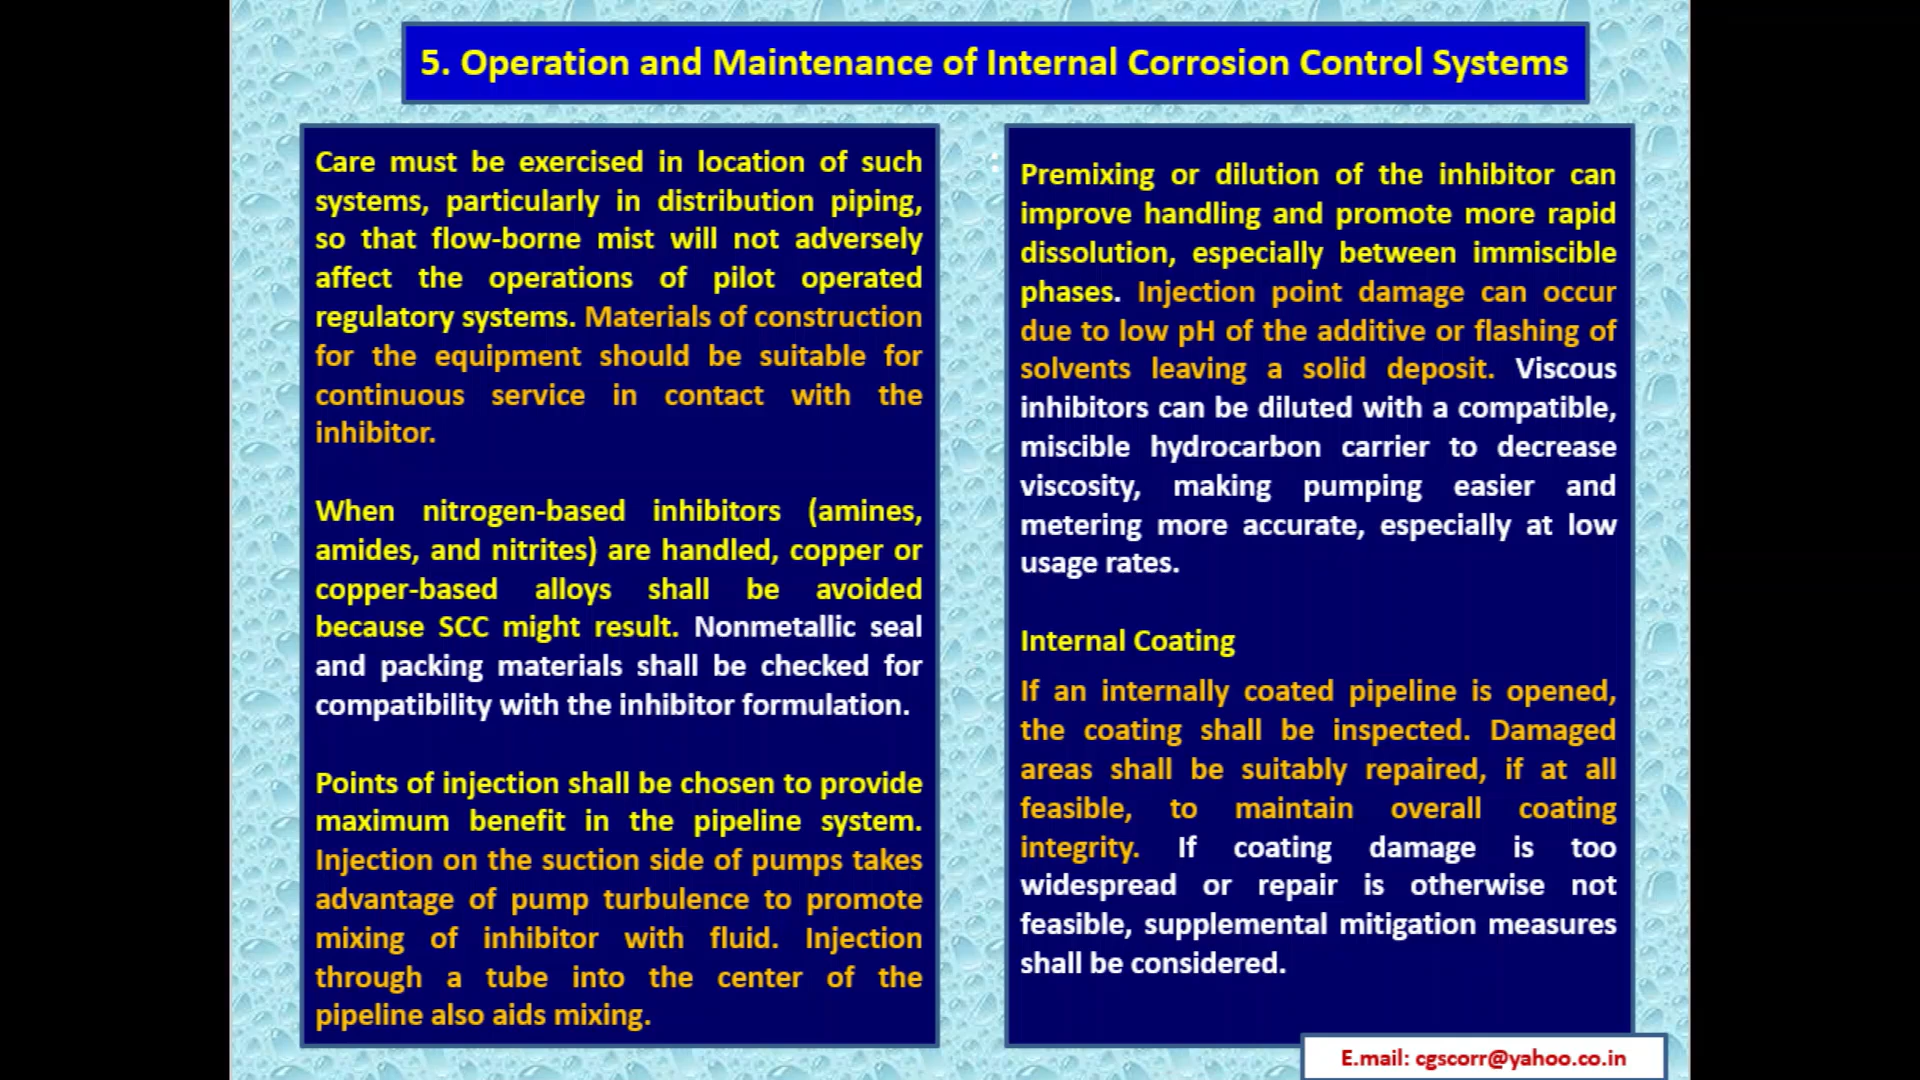 5. Operation and Maintenance of Internal Corrosion Control Systems
Care must be exercised in location of such
systems, particularly in distribution piping,
so that flow-borne mist will not adversely
affect the operations of pilot operated
regulatory systems. Materials of construction
for the equipment should be suitable for
continuous service in contact with the
inhibitor.
When nitrogen-based inhibitors (amines,
amides, and nitrites) are handled, copper or
copper-based alloys shall be avoided
because SCC might result. Nonmetallic seal
and packing materials shall be checked for
compatibility with the inhibitor formulation.
Points of injection shall be chosen to provide
maximum benefit in the pipeline system.
Injection on the suction side of pumps takes
advantage of pump turbulence to promote
mixing of inhibitor with fluid. Injection
through a tube into the center of the
pipeline also aids mixing.
Premixing or dilution of the inhibitor can
improve handling and promote more rapid
dissolution, especially between immiscible
phases. Injection point damage can occur
due to low pH of the additive or flashing of
solvents leaving a solid deposit. Viscous
inhibitors can be diluted with a compatible,
miscible hydrocarbon carrier to decrease
viscosity, making pumping easier and
metering more accurate, especially at low
usage rates.
Internal Coating
If an internally coated pipeline is opened,
the coating shall be inspected. Damaged
areas shall be suitably repaired, if at all
feasible, to maintain overall coating
integrity. If coating damage is too
widespread or repair is otherwise not
feasible, supplemental mitigation measures
shall be considered.
E.mail: cgscorr@yahoo.co.in